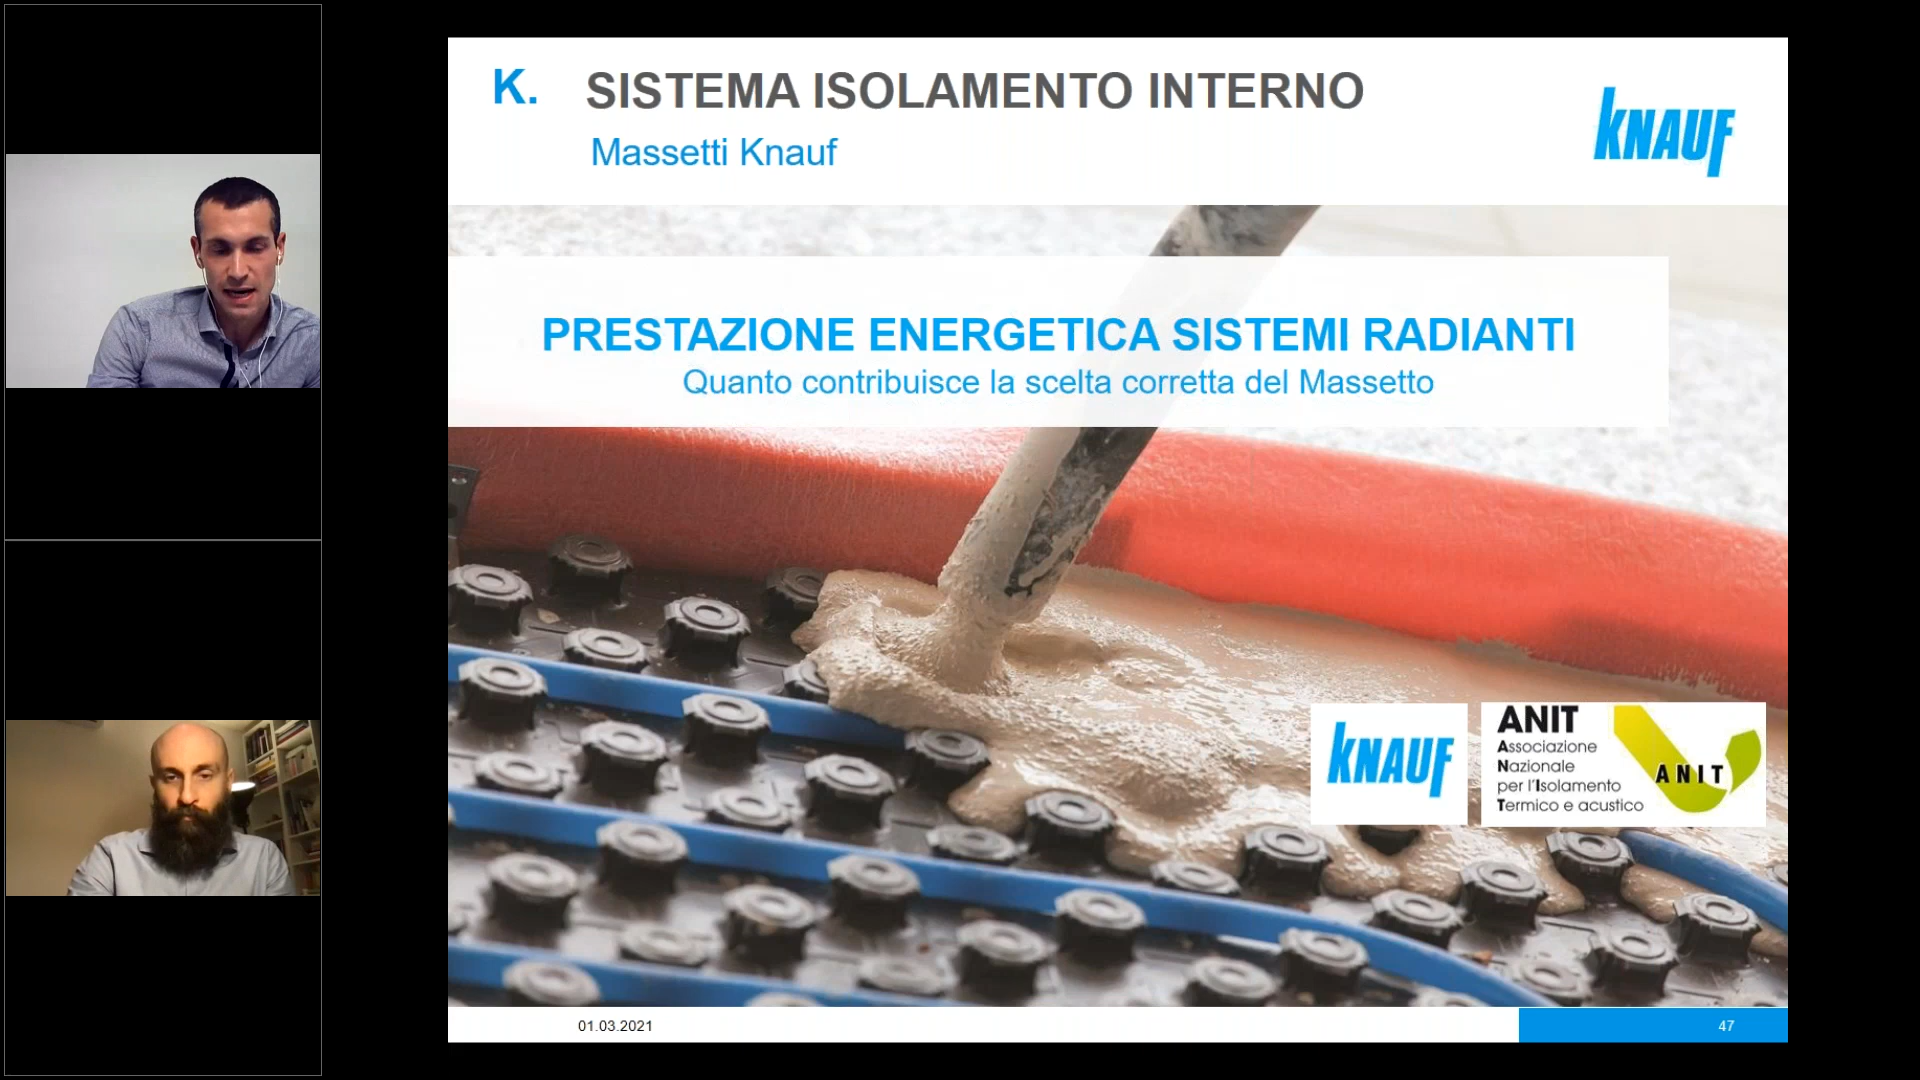 K. SISTEMA ISOLAMENTO INTERNO
Massetti Knauf
KNAUF
PRESTAZIONE ENERGETICA SISTEMI RADIANTI
Quanto contribuisce la scelta corretta del Massetto
KNAUF
ANIT
Associazione
Nazionale
per l'Isolamento
Termico e acustico
ANIT
01.03.2021
47